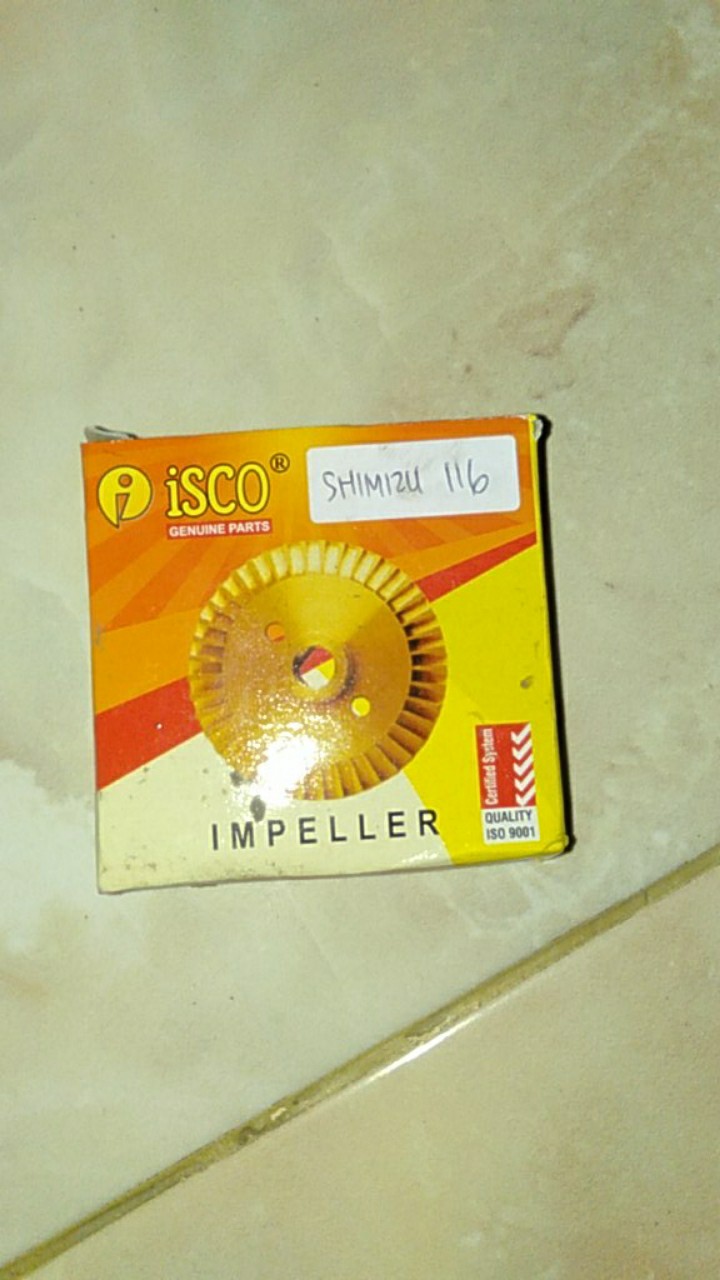 iSCO®
GENUINE PARTS
SHIMIZU 116
IMPELLER
Certified System
QUALITY
ISO 9001